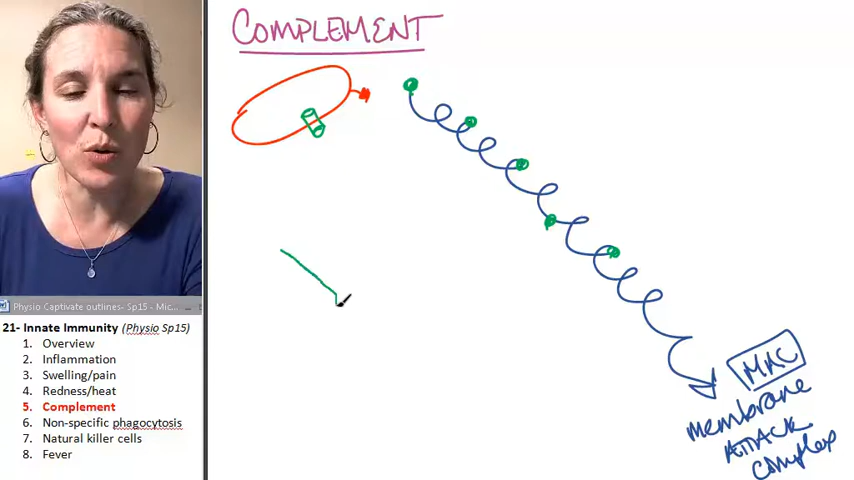 COMPLEMENT
MAC
membrane
ATTACK
complex
Physio Captivate outlines- Sp15 - Mic...
21- Innate Immunity (Physio Sp15)
1. Overview
2. Inflammation
3. Swelling/pain
4. Redness/heat
5. Complement
6. Non-specific phagocytosis
7. Natural killer cells
8. Fever